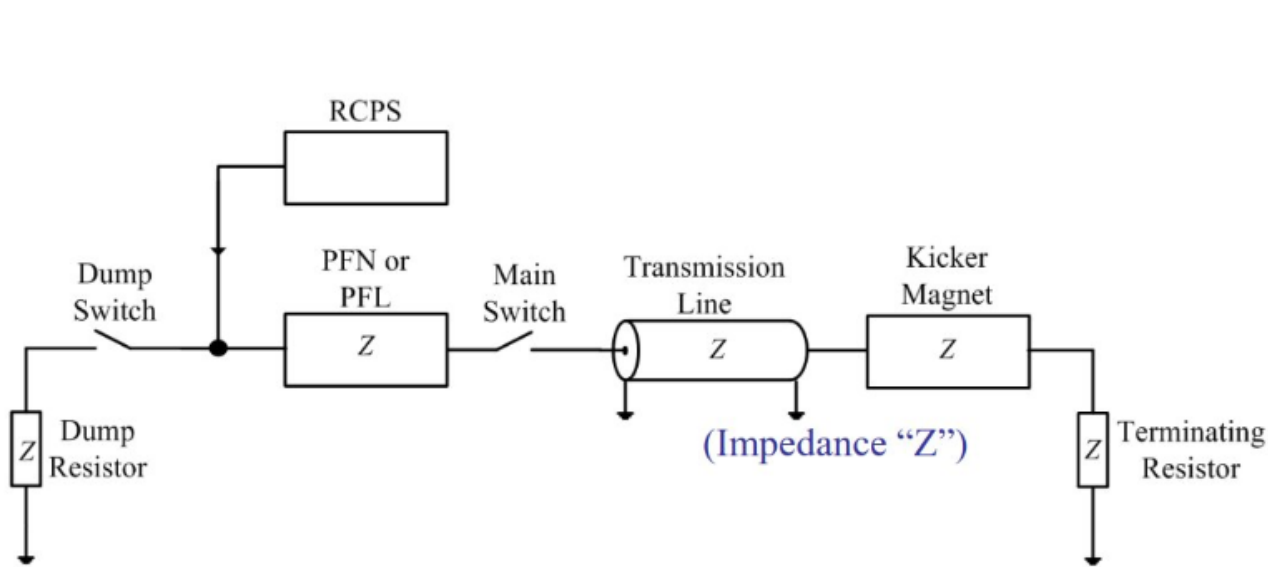 RCPS
Dump
Switch
PFN or
PFL
Main
Switch
Transmission
Line
Kicker
Magnet
Z
Z
Z
Z
Dump
Resistor
(Impedance “Z”)
Z
Terminating
Resistor